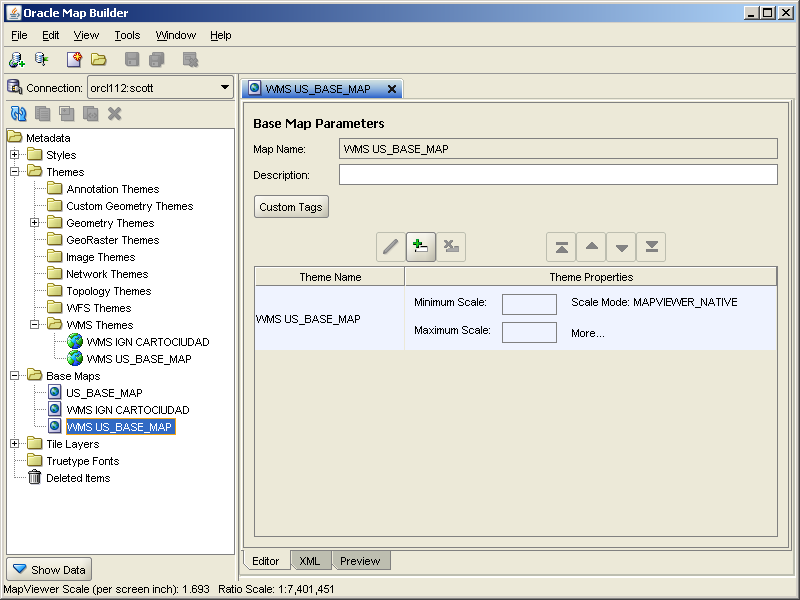 Oracle Map Builder
File Edit View Tools Window Help
Connection: orcl112:scott
Metadata
Styles
Themes
Annotation Themes
Custom Geometry Themes
Geometry Themes
GeoRaster Themes
Image Themes
Network Themes
Topology Themes
WFS Themes
WMS Themes
WMS IGN CARTOCIUDAD
WMS US_BASE_MAP
Base Maps
US_BASE_MAP
WMS IGN CARTOCIUDAD
WMS US_BASE_MAP
Tile Layers
Truetype Fonts
Deleted Items
Show Data
WMS US_BASE_MAP
Base Map Parameters
Map Name: WMS US_BASE_MAP
Description:
Custom Tags
Theme Name Theme Properties
WMS US_BASE_MAP
Minimum Scale: Scale Mode: MAPVIEWER_NATIVE
Maximum Scale: More...
Editor XML Preview
MapViewer Scale (per screen inch): 1.693 Ratio Scale: 1:7,401,451